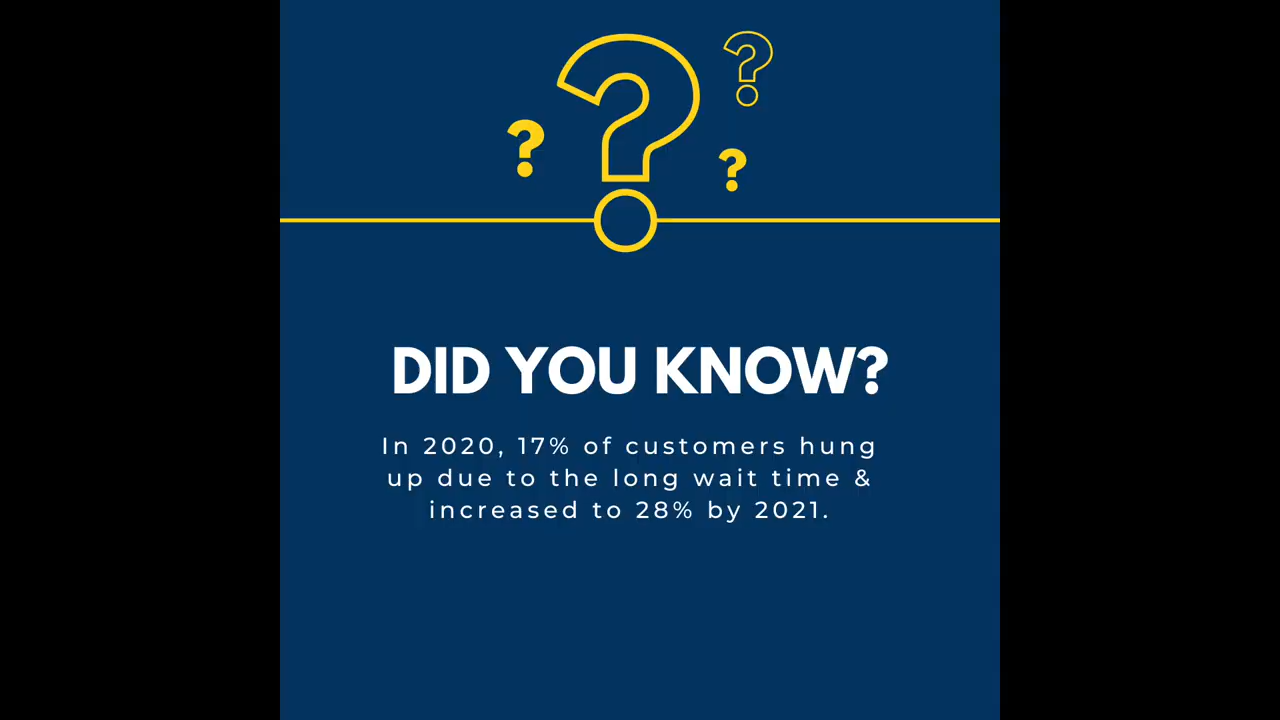 DID YOU KNOW?
In 2020, 17% of customers hung
up due to the long wait time &
increased to 28% by 2021.